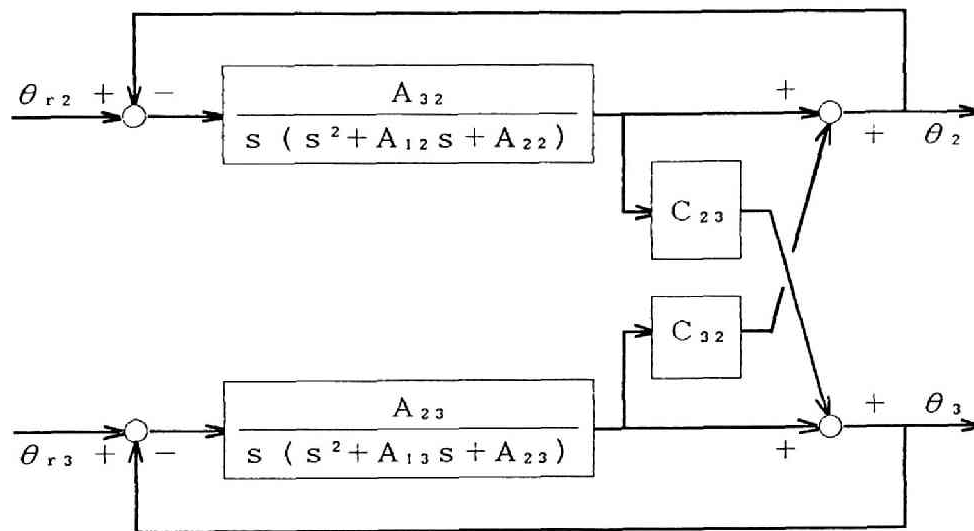 θr2 + − A32 + θ2
s ( s²+A12s+A22) +
C23
C32
A23 + θ3
θr3 + − s ( s²+A13s+A23) +